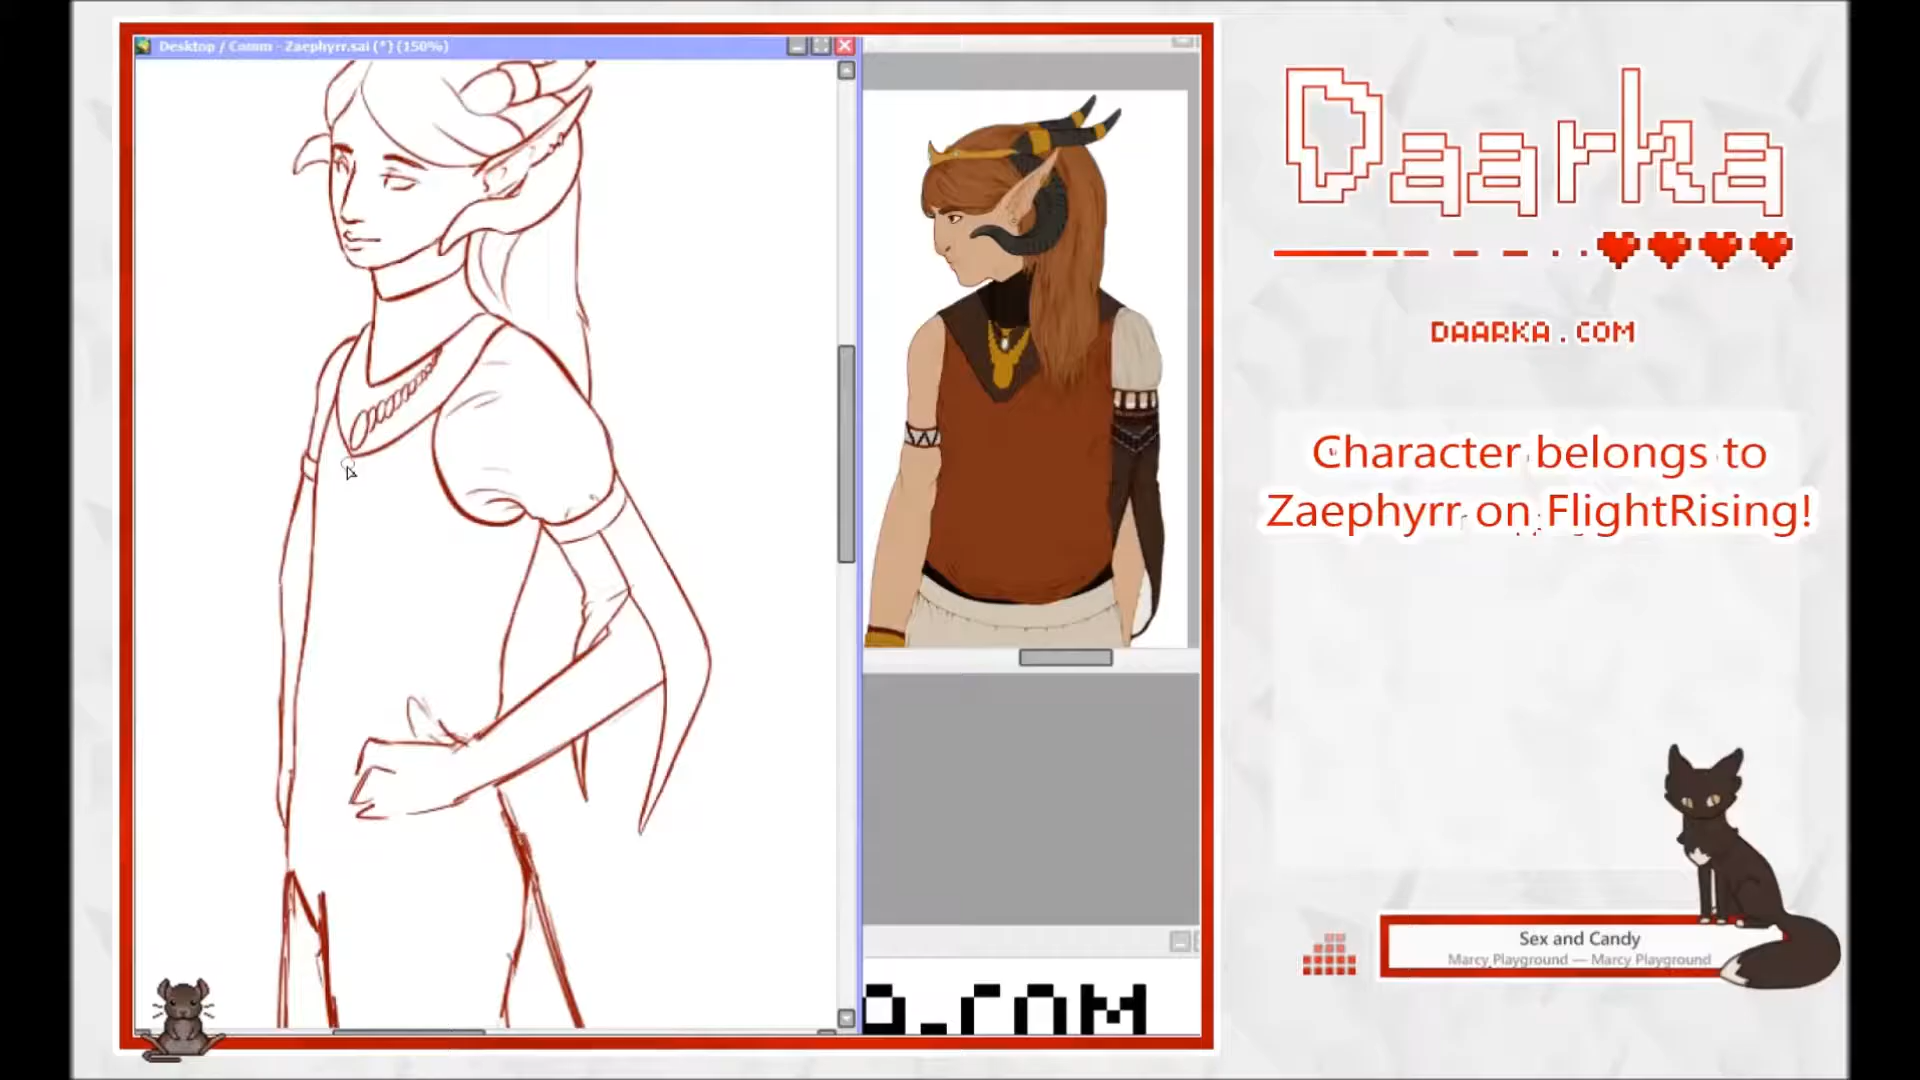 Desktop / Comm - Zaephyrr.sai (*) (150%)
Daarka
DAARKA.COM
Character belongs to
Zaephyrr on FlightRising!
Sex and Candy
Marcy Playground — Marcy Playground
a.com